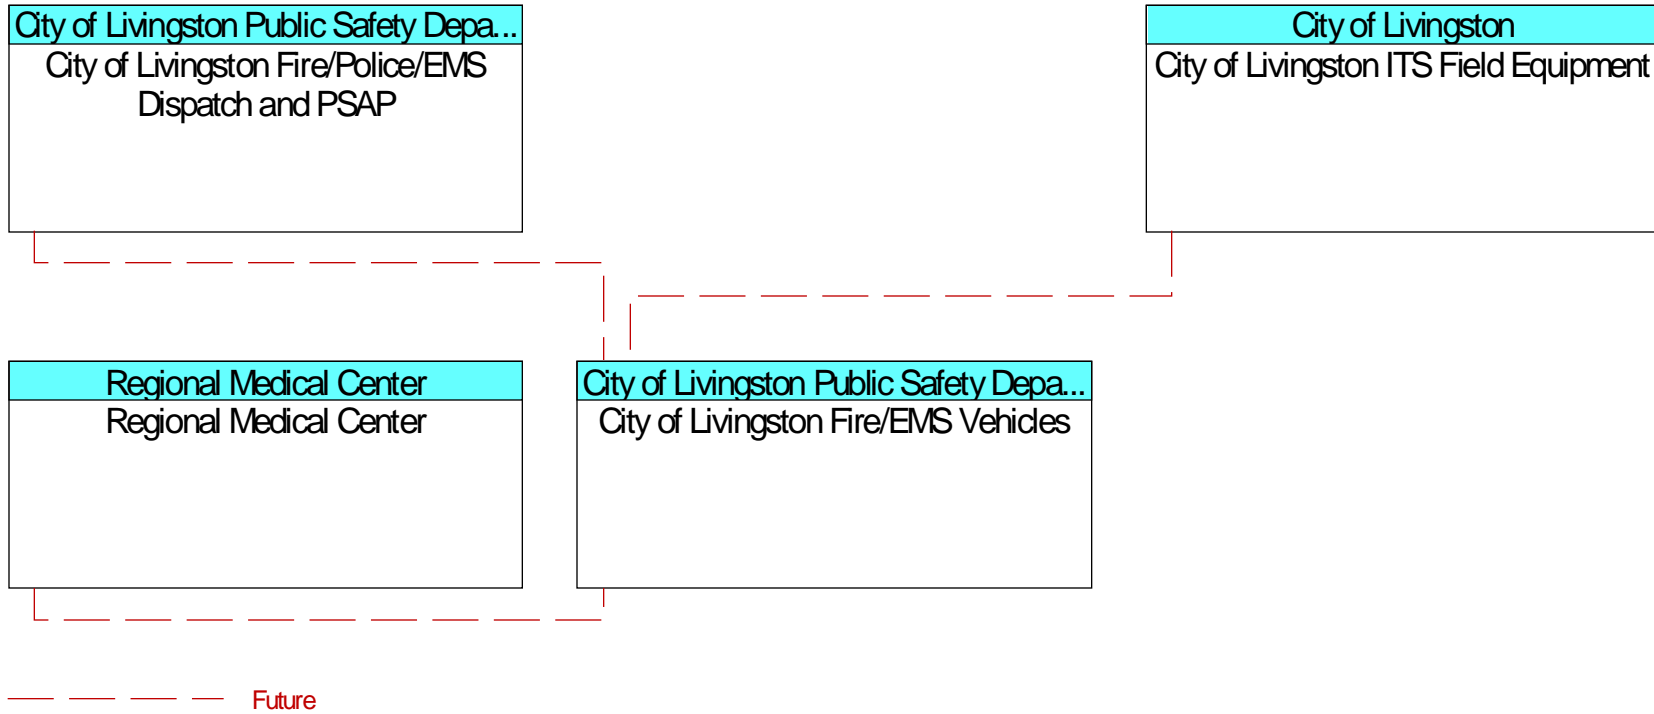 City of Livingston Public Safety Depa...
City of Livingston Fire/Police/EMS
Dispatch and PSAP
City of Livingston
City of Livingston ITS Field Equipment
Regional Medical Center
Regional Medical Center
City of Livingston Public Safety Depa...
City of Livingston Fire/EMS Vehicles
Future